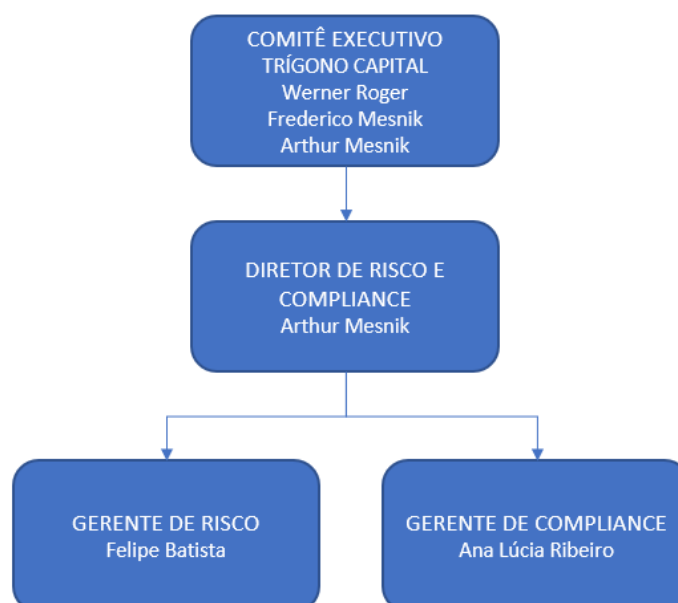 COMITÊ EXECUTIVO
TRÍGONO CAPITAL
Werner Roger
Frederico Mesnik
Arthur Mesnik
DIRETOR DE RISCO E
COMPLIANCE
Arthur Mesnik
GERENTE DE RISCO
Felipe Batista
GERENTE DE COMPLIANCE
Ana Lúcia Ribeiro